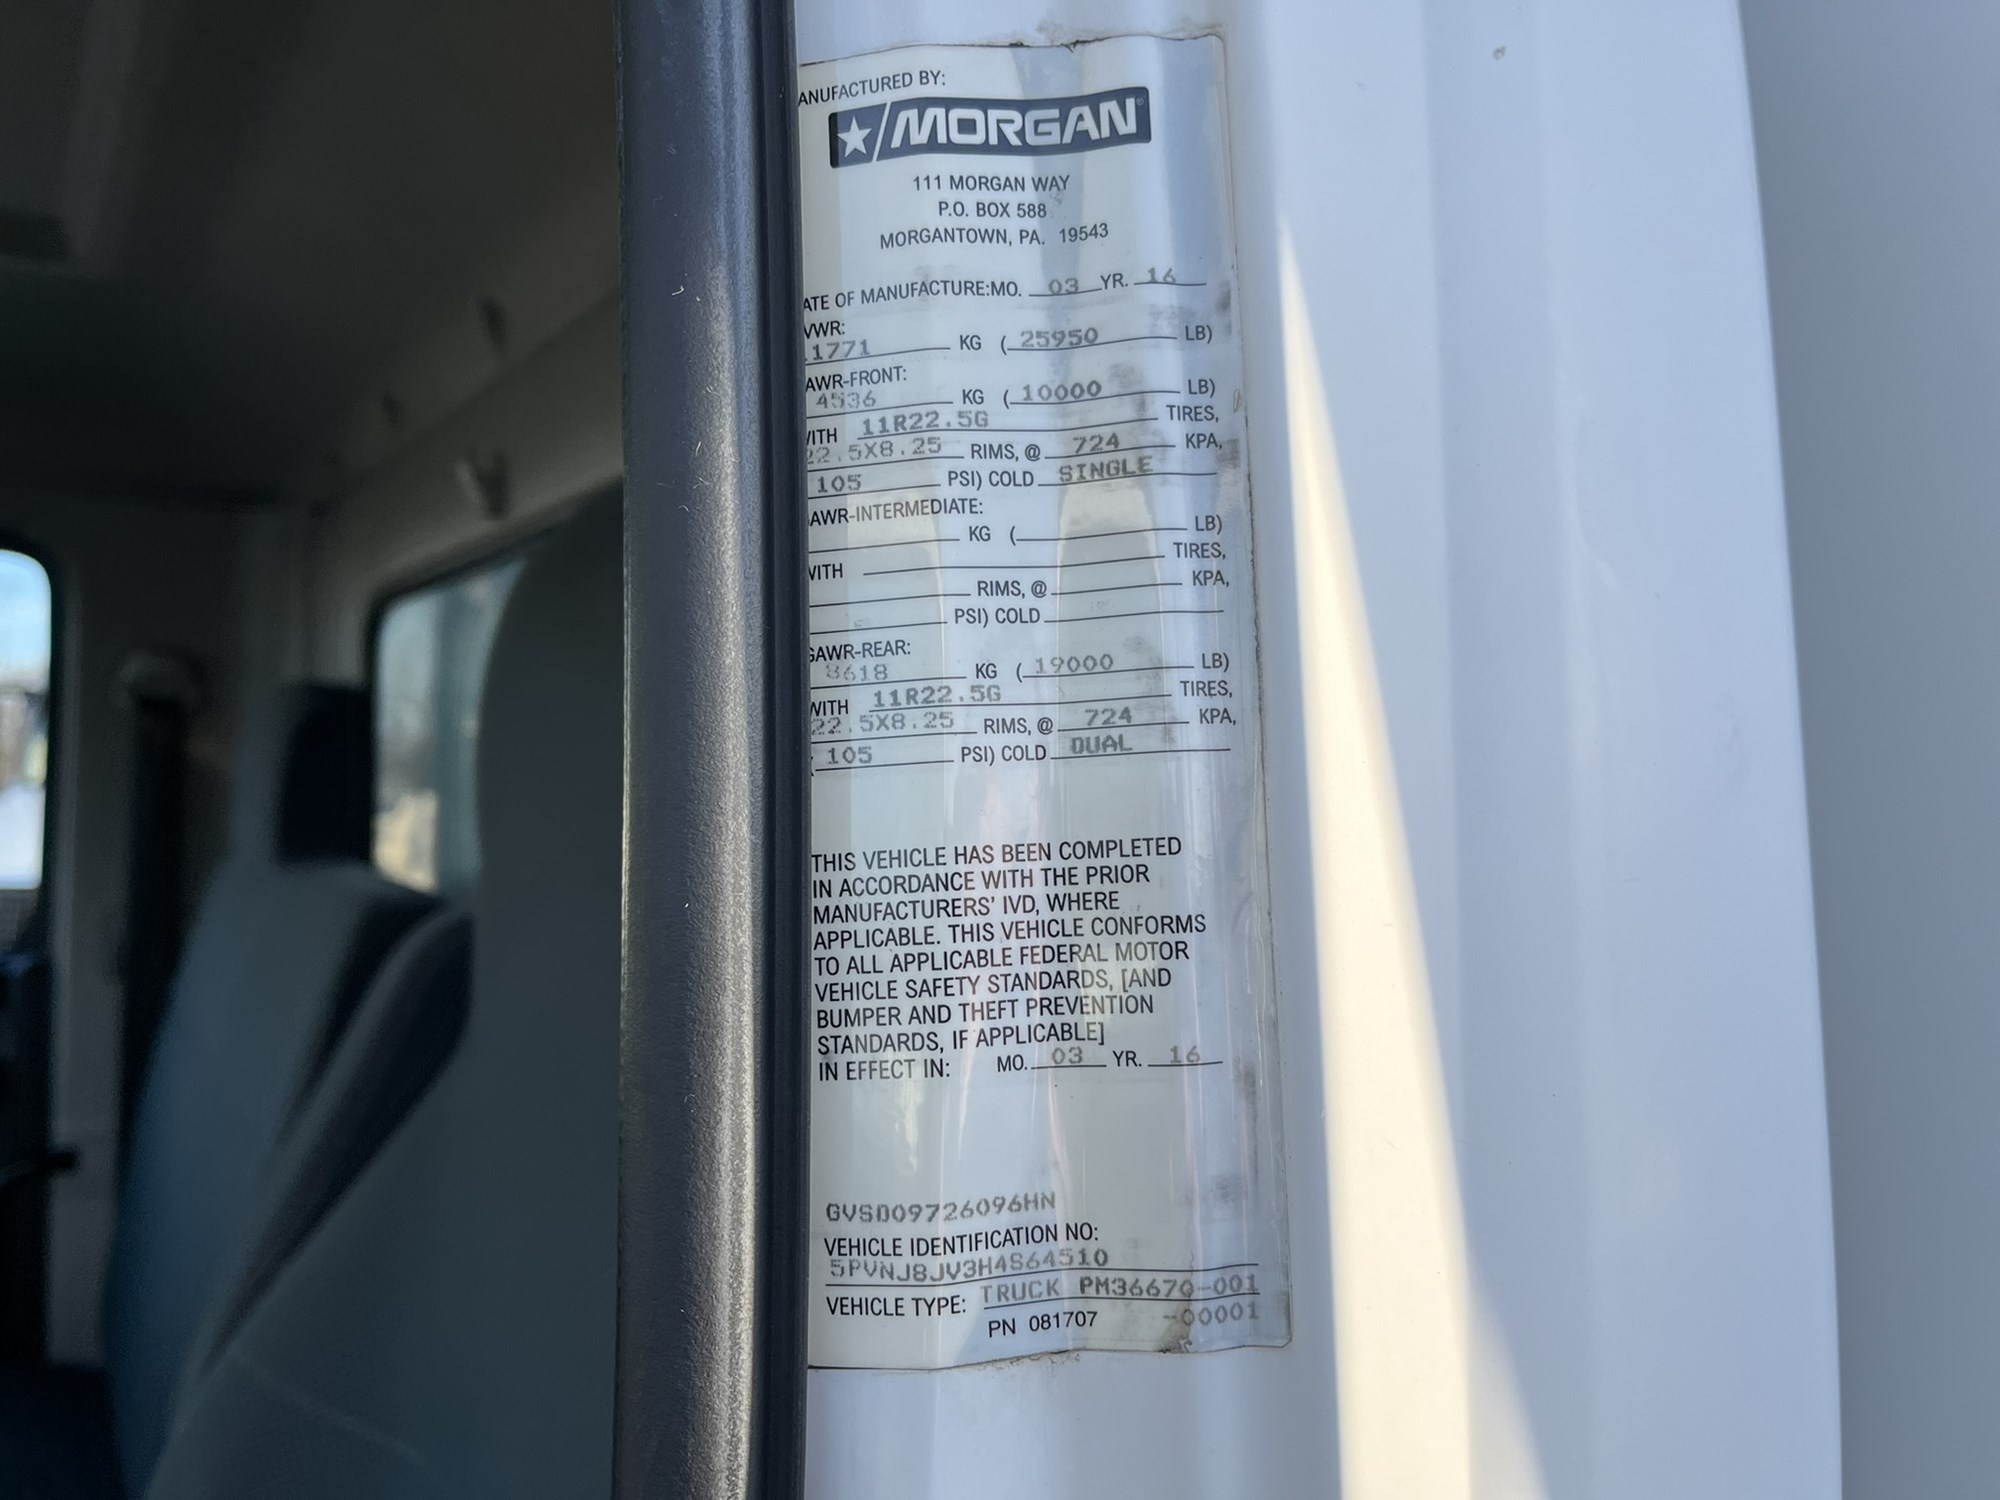 ANUFACTURED BY:
MORGAN
111 MORGAN WAY
P.O. BOX 588
MORGANTOWN, PA. 19543
ATE OF MANUFACTURE:MO. 03 YR. 16
VWR:
1771 KG (25950 LB)
AWR-FRONT:
4536 KG (10000 LB)
WITH 11R22.5G TIRES,
22.5X8.25 RIMS, @ 724 KPA,
105 PSI) COLD SINGLE
AWR-INTERMEDIATE:
KG ( LB)
WITH TIRES,
RIMS, @ KPA,
PSI) COLD
GAWR-REAR:
8618 KG (19000 LB)
WITH 11R22.5G TIRES,
22.5X8.25 RIMS, @ 724 KPA,
( 105 PSI) COLD DUAL
THIS VEHICLE HAS BEEN COMPLETED
IN ACCORDANCE WITH THE PRIOR
MANUFACTURERS' IVD, WHERE
APPLICABLE. THIS VEHICLE CONFORMS
TO ALL APPLICABLE FEDERAL MOTOR
VEHICLE SAFETY STANDARDS, [AND
BUMPER AND THEFT PREVENTION
STANDARDS, IF APPLICABLE]
IN EFFECT IN: MO. 03 YR. 16
GVSD09726096HN
VEHICLE IDENTIFICATION NO:
5PVNJ8JV3H4S64510
VEHICLE TYPE: TRUCK PM36670-001
PN 081707 -00001